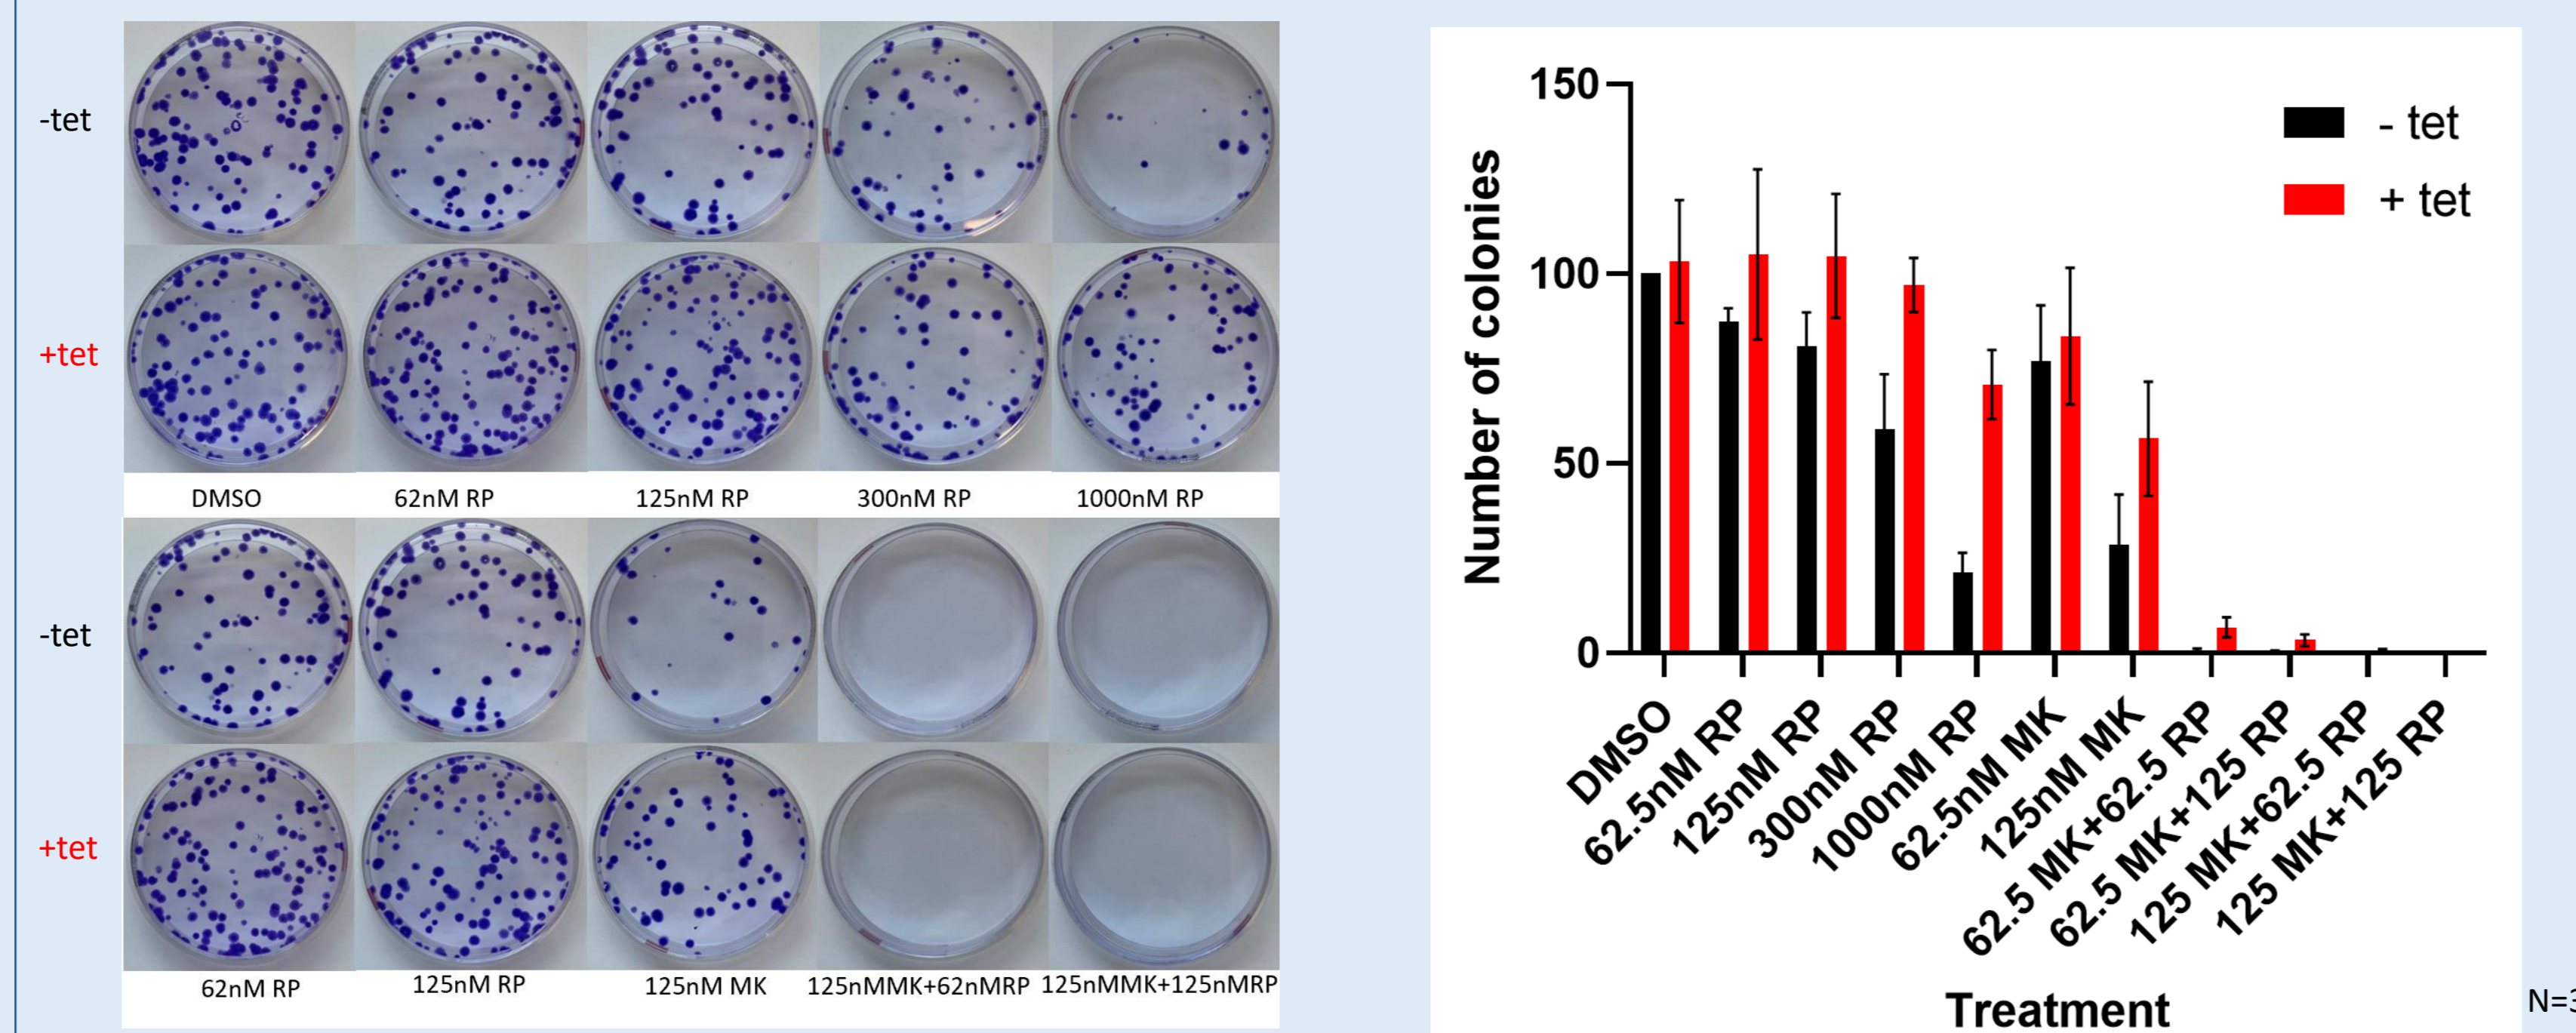 -tet
+tet
DMSO 62nM RP 125nM RP 300nM RP 1000nM RP
-tet
+tet
62nM RP 125nM RP 125nM MK 125nMMK+62nMRP 125nMMK+125nMRP
150
100
50
0
Number of colonies
- tet
+ tet
DMSO
62.5nM RP
125nM RP
300nM RP
1000nM RP
62.5nM MK
125nM MK
62.5 MK+62.5 RP
62.5 MK+125 RP
125 MK+62.5 RP
125 MK+125 RP
Treatment
N=3